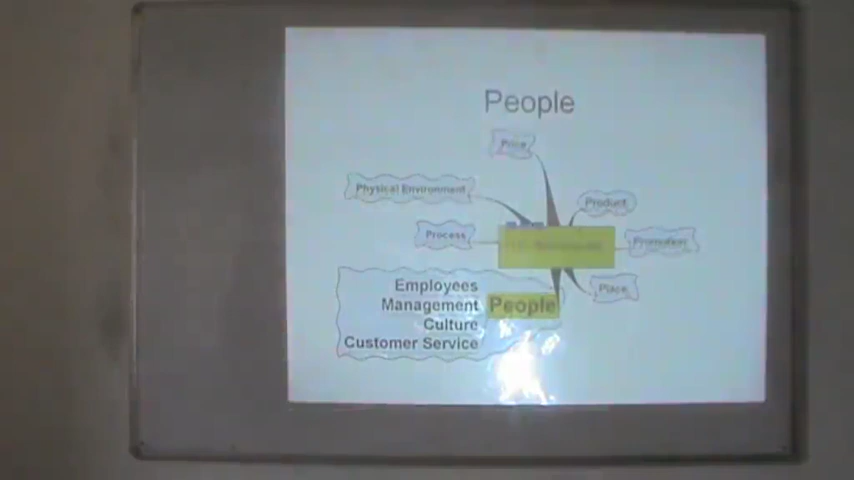 People
Price
Physical Environment
Product
Process
Promotion
Place
People
Employees
Management
Culture
Customer Service